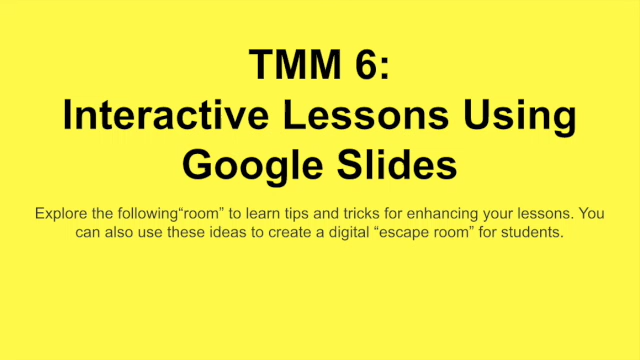 TMM 6:
Interactive Lessons Using
Google Slides
Explore the following“room” to learn tips and tricks for enhancing your lessons. You
can also use these ideas to create a digital “escape room” for students.